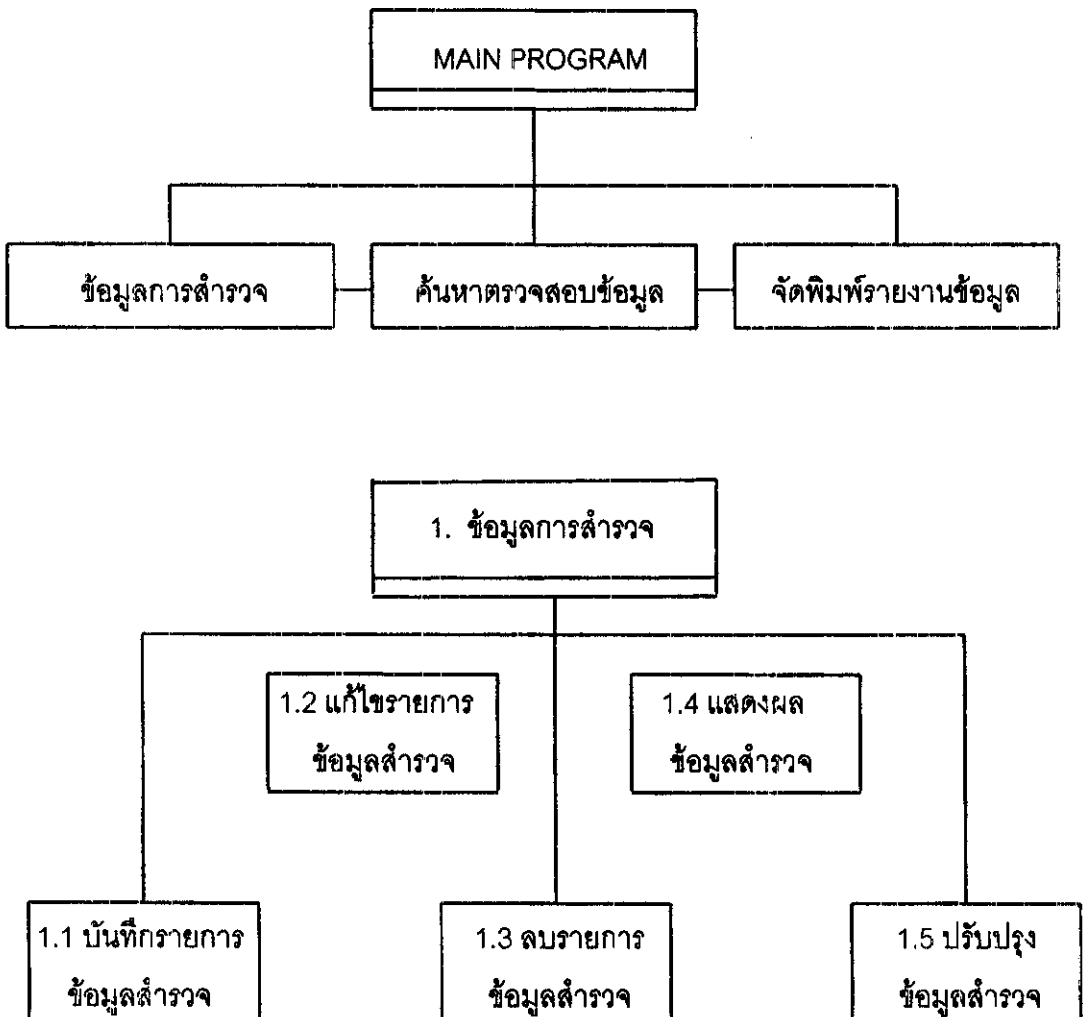 MAIN PROGRAM
ข้อมูลการสำรวจ
ค้นหาตรวจสอบข้อมูล
จัดพิมพ์รายงานข้อมูล
1. ข้อมูลการสำรวจ
1.2 แก้ไขรายการ
ข้อมูลสำรวจ
1.4 แสดงผล
ข้อมูลสำรวจ
1.1 บันทึกรายการ
ข้อมูลสำรวจ
1.3 ลบรายการ
ข้อมูลสำรวจ
1.5 ปรับปรุง
ข้อมูลสำรวจ